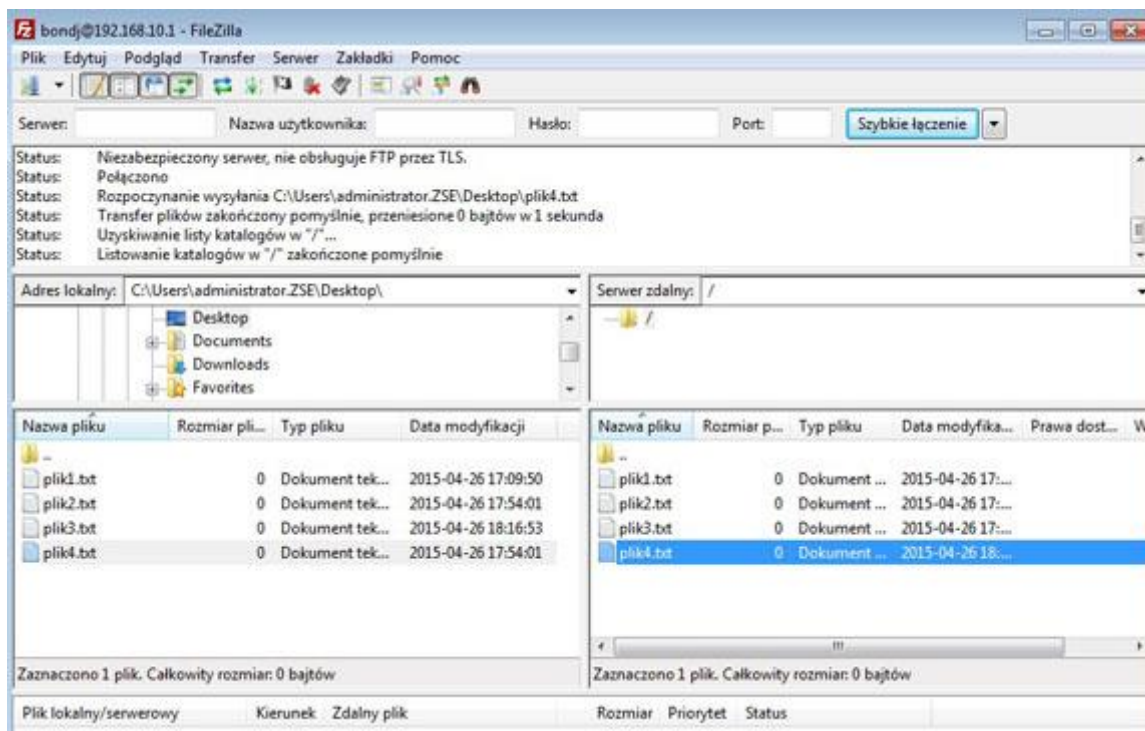 bondj@192.168.10.1 - FileZilla
Plik Edytuj Podgląd Transfer Serwer Zakładki Pomoc
Serwer: Nazwa użytkownika: Hasło: Port: Szybkie łączenie
Status: Niezabezpieczony serwer, nie obsługuje FTP przez TLS.
Status: Połączono
Status: Rozpoczynanie wysyłania C:\Users\administrator.ZSE\Desktop\plik4.txt
Status: Transfer plików zakończony pomyślnie, przeniesione 0 bajtów w 1 sekunda
Status: Uzyskiwanie listy katalogów w "/"...
Status: Listowanie katalogów w "/" zakończone pomyślnie
Adres lokalny: C:\Users\administrator.ZSE\Desktop\ Serwer zdalny: /
Desktop /
Documents
Downloads
Favorites
Nazwa pliku Rozmiar pli... Typ pliku Data modyfikacji Nazwa pliku Rozmiar p... Typ pliku Data modyfika... Prawa dost... W
.. ..
plik1.txt 0 Dokument tek... 2015-04-26 17:09:50 plik1.txt 0 Dokument ... 2015-04-26 17:...
plik2.txt 0 Dokument tek... 2015-04-26 17:54:01 plik2.txt 0 Dokument ... 2015-04-26 17:...
plik3.txt 0 Dokument tek... 2015-04-26 18:16:53 plik3.txt 0 Dokument ... 2015-04-26 17:...
plik4.txt 0 Dokument tek... 2015-04-26 17:54:01 plik4.txt 0 Dokument ... 2015-04-26 18:...
Zaznaczono 1 plik. Całkowity rozmiar: 0 bajtów Zaznaczono 1 plik. Całkowity rozmiar: 0 bajtów
Plik lokalny/serwerowy Kierunek Zdalny plik Rozmiar Priorytet Status